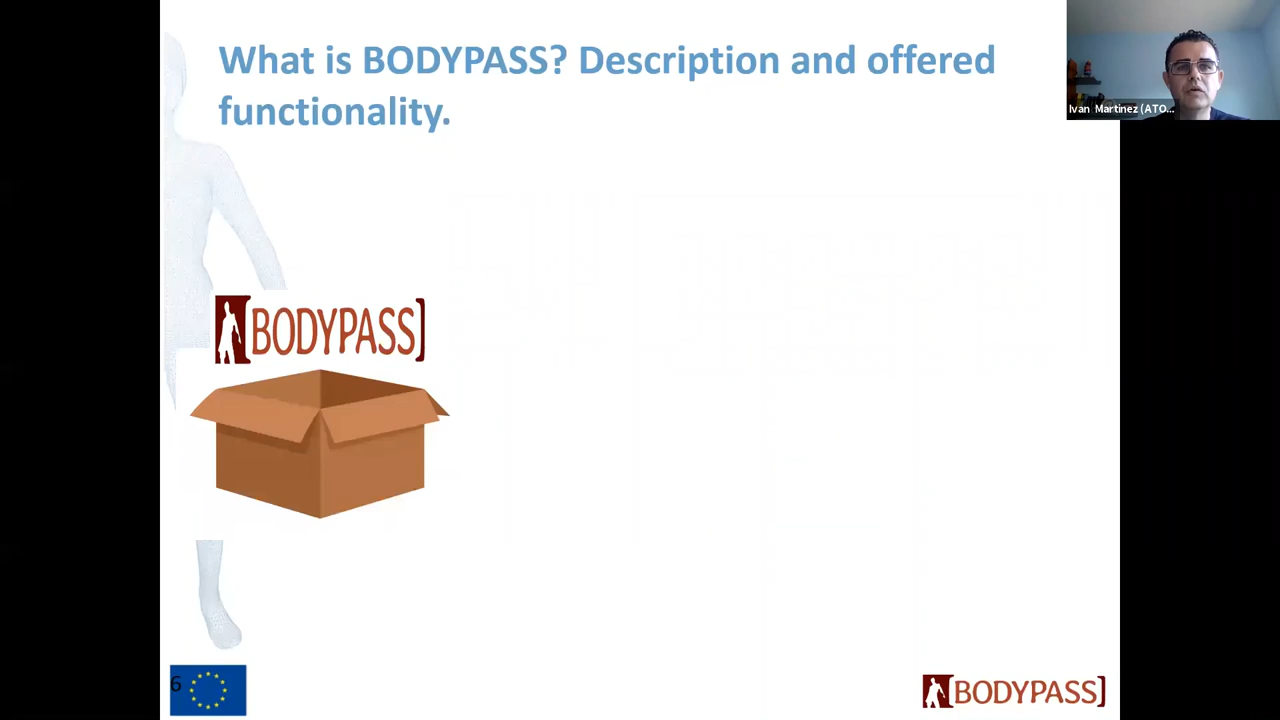 What is BODYPASS? Description and offered
functionality.
Ivan Martinez (ATO...
[BODYPASS]
6
[BODYPASS]